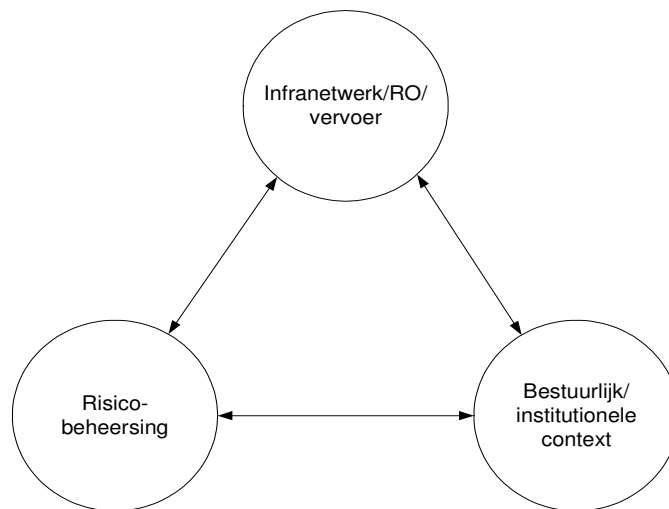 Infranetwerk/RO/
vervoer
Risico-
beheersing
Bestuurlijk/
institutionele
context